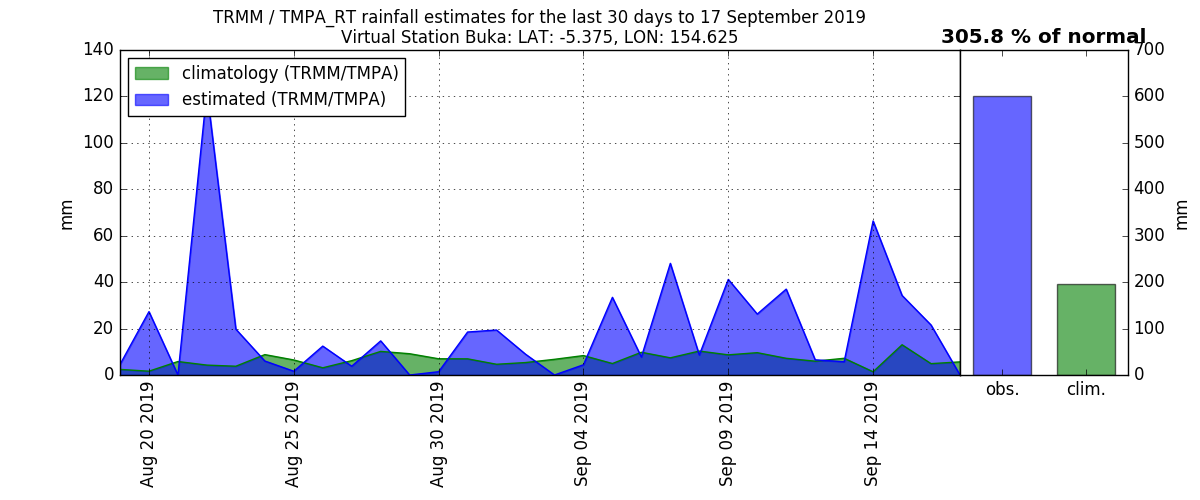 TRMM / TMPA_RT rainfall estimates for the last 30 days to 17 September 2019
Virtual Station Buka: LAT: -5.375, LON: 154.625
305.8 % of normal
climatology (TRMM/TMPA)
estimated (TRMM/TMPA)
140
120
100
80
60
40
20
0
mm
Aug 20 2019
Aug 25 2019
Aug 30 2019
Sep 04 2019
Sep 09 2019
Sep 14 2019
700
600
500
400
300
200
100
0
mm
obs.
clim.